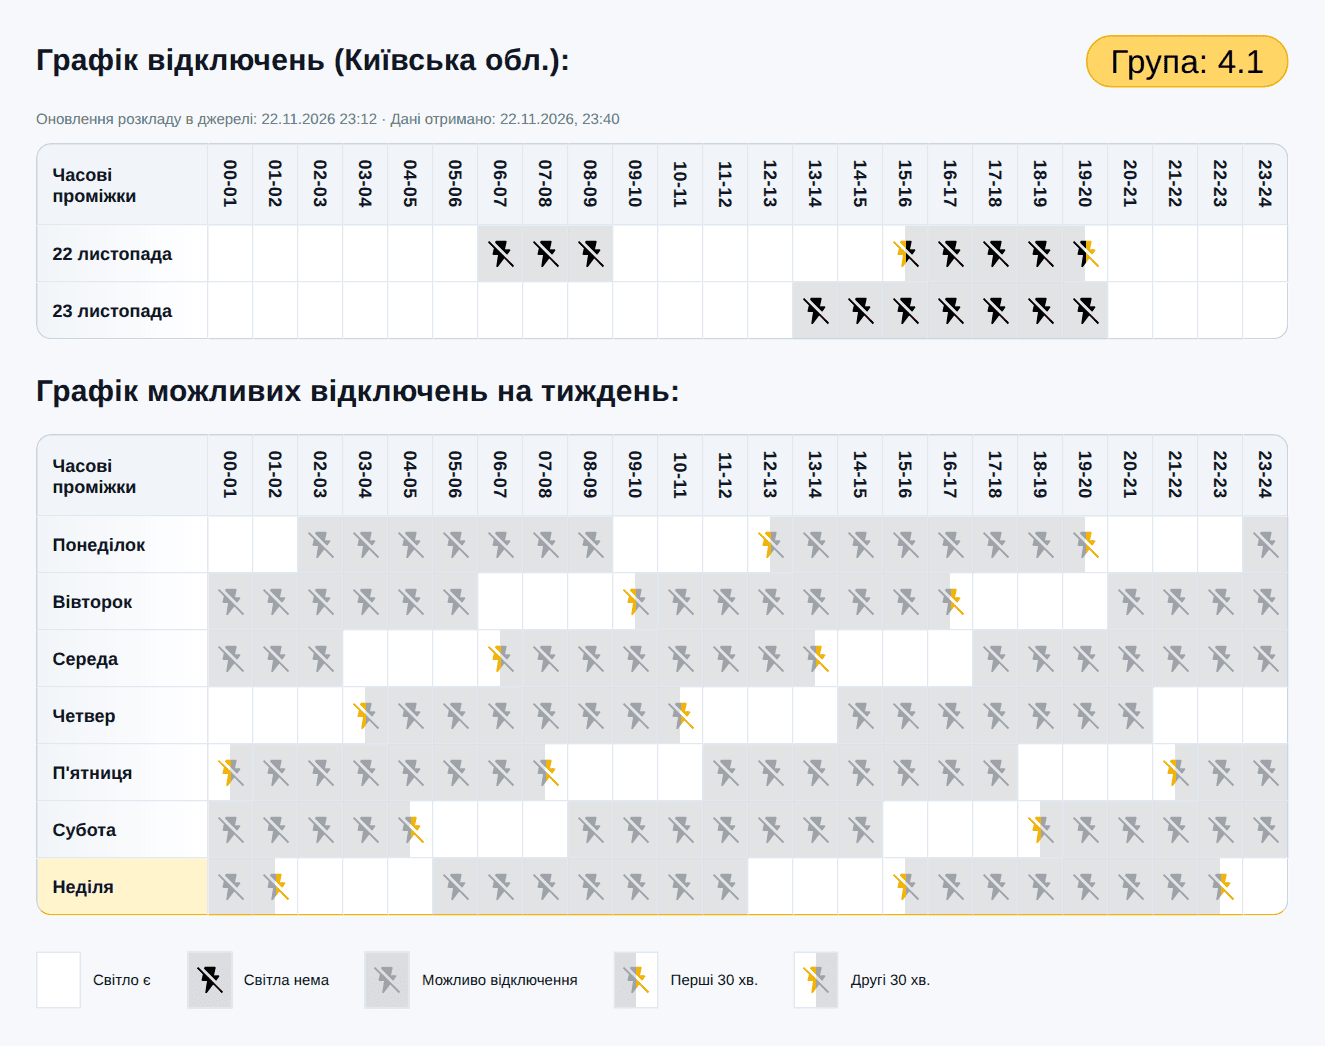 Графік відключень (Київська обл.):
Група: 4.1
Оновлення розкладу в джерелі: 22.11.2026 23:12 · Дані отримано: 22.11.2026, 23:40
Часові проміжки 00-01 01-02 02-03 03-04 04-05 05-06 06-07 07-08 08-09 09-10 10-11 11-12 12-13 13-14 14-15 15-16 16-17 17-18 18-19 19-20 20-21 21-22 22-23 23-24
22 листопада
23 листопада
Графік можливих відключень на тиждень:
Часові проміжки 00-01 01-02 02-03 03-04 04-05 05-06 06-07 07-08 08-09 09-10 10-11 11-12 12-13 13-14 14-15 15-16 16-17 17-18 18-19 19-20 20-21 21-22 22-23 23-24
Понеділок
Вівторок
Середа
Четвер
П'ятниця
Субота
Неділя
Світло є Світла нема Можливо відключення Перші 30 хв. Другі 30 хв.